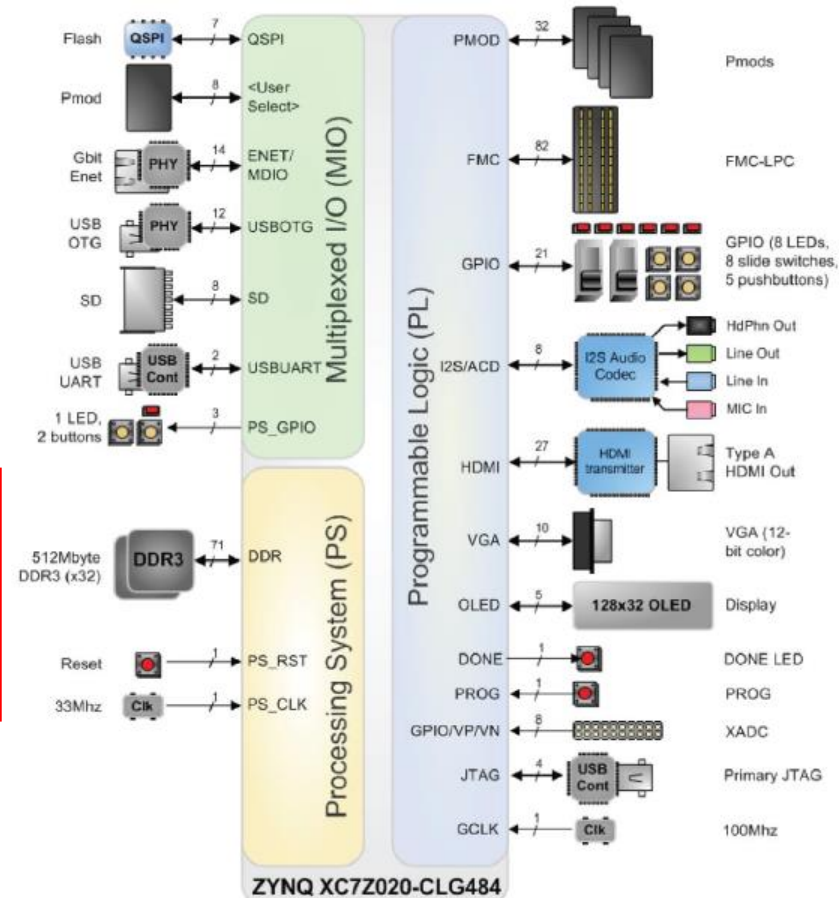 Flash
QSPI
7
QSPI
Pmod
8
<User
Select>
Gbit
Enet
PHY
14
ENET/
MDIO
USB
OTG
PHY
12
USBOTG
SD
8
SD
USB
UART
USB
Cont
2
USBUART
1 LED,
2 buttons
3
PS_GPIO
Multiplexed I/O (MIO)
512Mbyte
DDR3 (x32)
DDR3
71
DDR
Reset
1
PS_RST
33Mhz
Clk
1
PS_CLK
Processing System (PS)
Programmable Logic (PL)
PMOD
32
Pmods
FMC
82
FMC-LPC
GPIO
21
GPIO (8 LEDs,
8 slide switches,
5 pushbuttons)
I2S/ACD
8
I2S Audio
Codec
HdPhn Out
Line Out
Line In
MIC In
HDMI
27
HDMI
transmitter
Type A
HDMI Out
VGA
10
VGA (12-
bit color)
OLED
5
128x32 OLED
Display
DONE
1
DONE LED
PROG
1
PROG
GPIO/VP/VN
8
XADC
JTAG
4
USB
Cont
Primary JTAG
GCLK
1
Clk
100Mhz
ZYNQ XC7Z020-CLG484